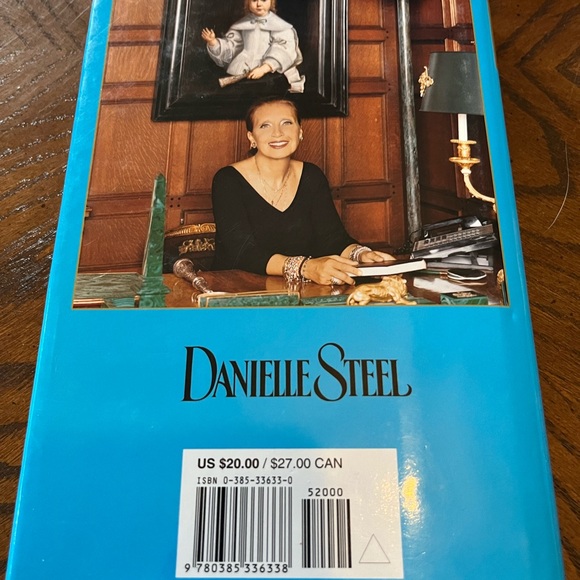 DANIELLE STEEL
US $20.00 / $27.00 CAN
ISBN 0-385-33633-0
52000
9 780385 336338